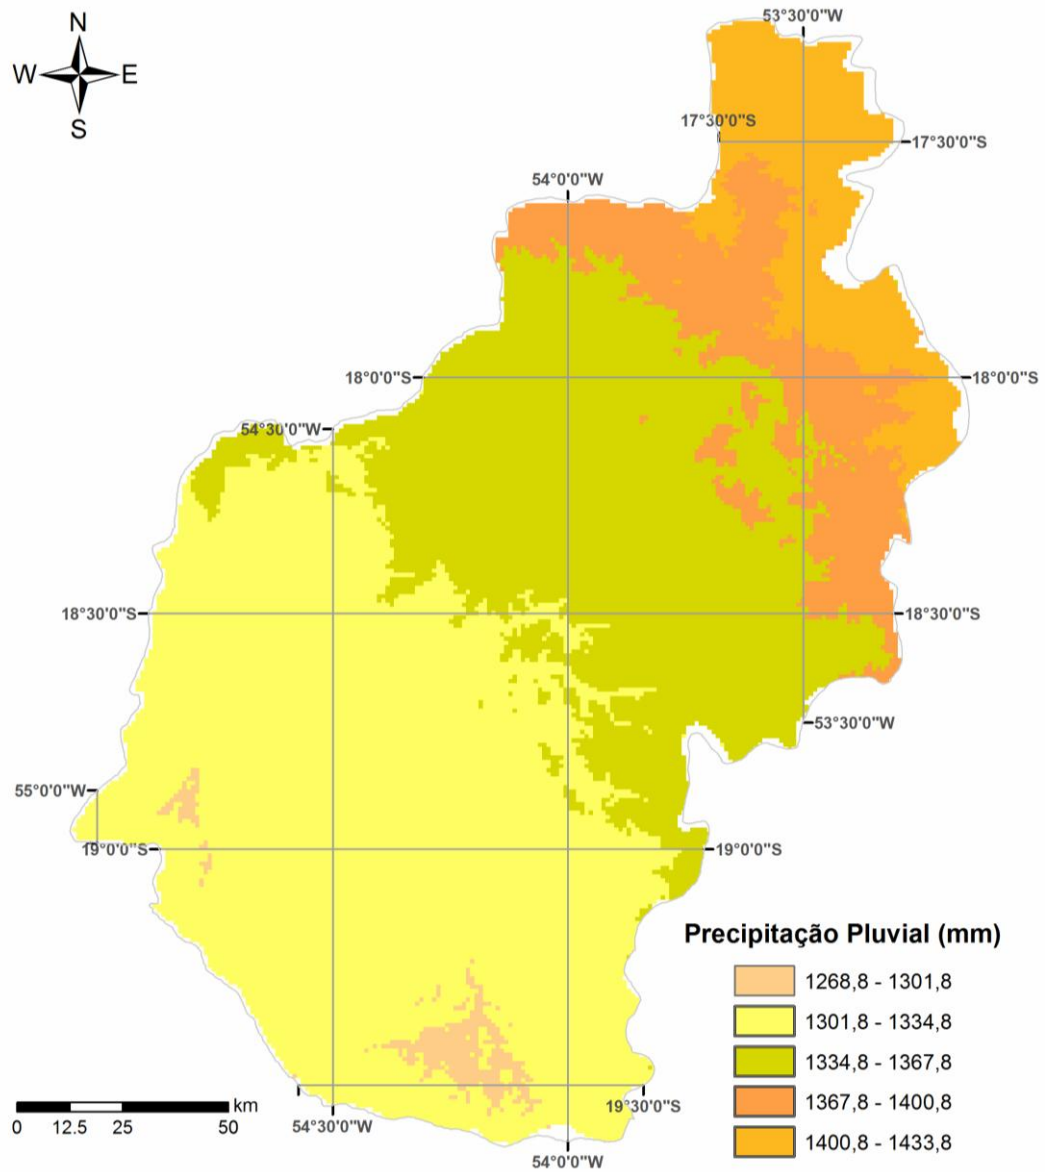 53°30'0"W
N
W E
S
17°30'0"S
17°30'0"S
54°0'0"W
18°0'0"S
18°0'0"S
54°30'0"W
18°30'0"S
18°30'0"S
53°30'0"W
55°0'0"W
19°0'0"S
19°0'0"S
Precipitação Pluvial (mm)
1268,8 - 1301,8
1301,8 - 1334,8
1334,8 - 1367,8
1367,8 - 1400,8
1400,8 - 1433,8
km
0 12.5 25 50
19°30'0"S
54°30'0"W
54°0'0"W